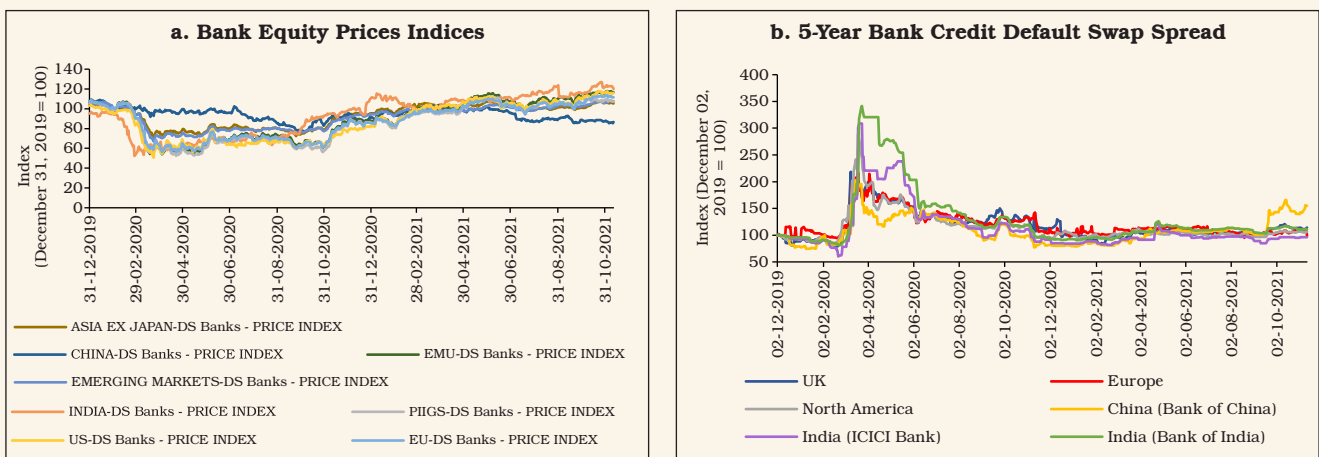 a. Bank Equity Prices Indices
Index
(December 31, 2019=100)
140
120
100
80
60
40
20
0
31-12-2019
29-02-2020
30-04-2020
30-06-2020
31-08-2020
31-10-2020
31-12-2020
28-02-2021
30-04-2021
30-06-2021
31-08-2021
31-10-2021
ASIA EX JAPAN-DS Banks - PRICE INDEX
CHINA-DS Banks - PRICE INDEX
EMU-DS Banks - PRICE INDEX
EMERGING MARKETS-DS Banks - PRICE INDEX
INDIA-DS Banks - PRICE INDEX
PIIGS-DS Banks - PRICE INDEX
US-DS Banks - PRICE INDEX
EU-DS Banks - PRICE INDEX
b. 5-Year Bank Credit Default Swap Spread
Index (December 02,
2019 = 100)
400
350
300
250
200
150
100
50
02-12-2019
02-02-2020
02-04-2020
02-06-2020
02-08-2020
02-10-2020
02-12-2020
02-02-2021
02-04-2021
02-06-2021
02-08-2021
02-10-2021
UK
Europe
North America
China (Bank of China)
India (ICICI Bank)
India (Bank of India)